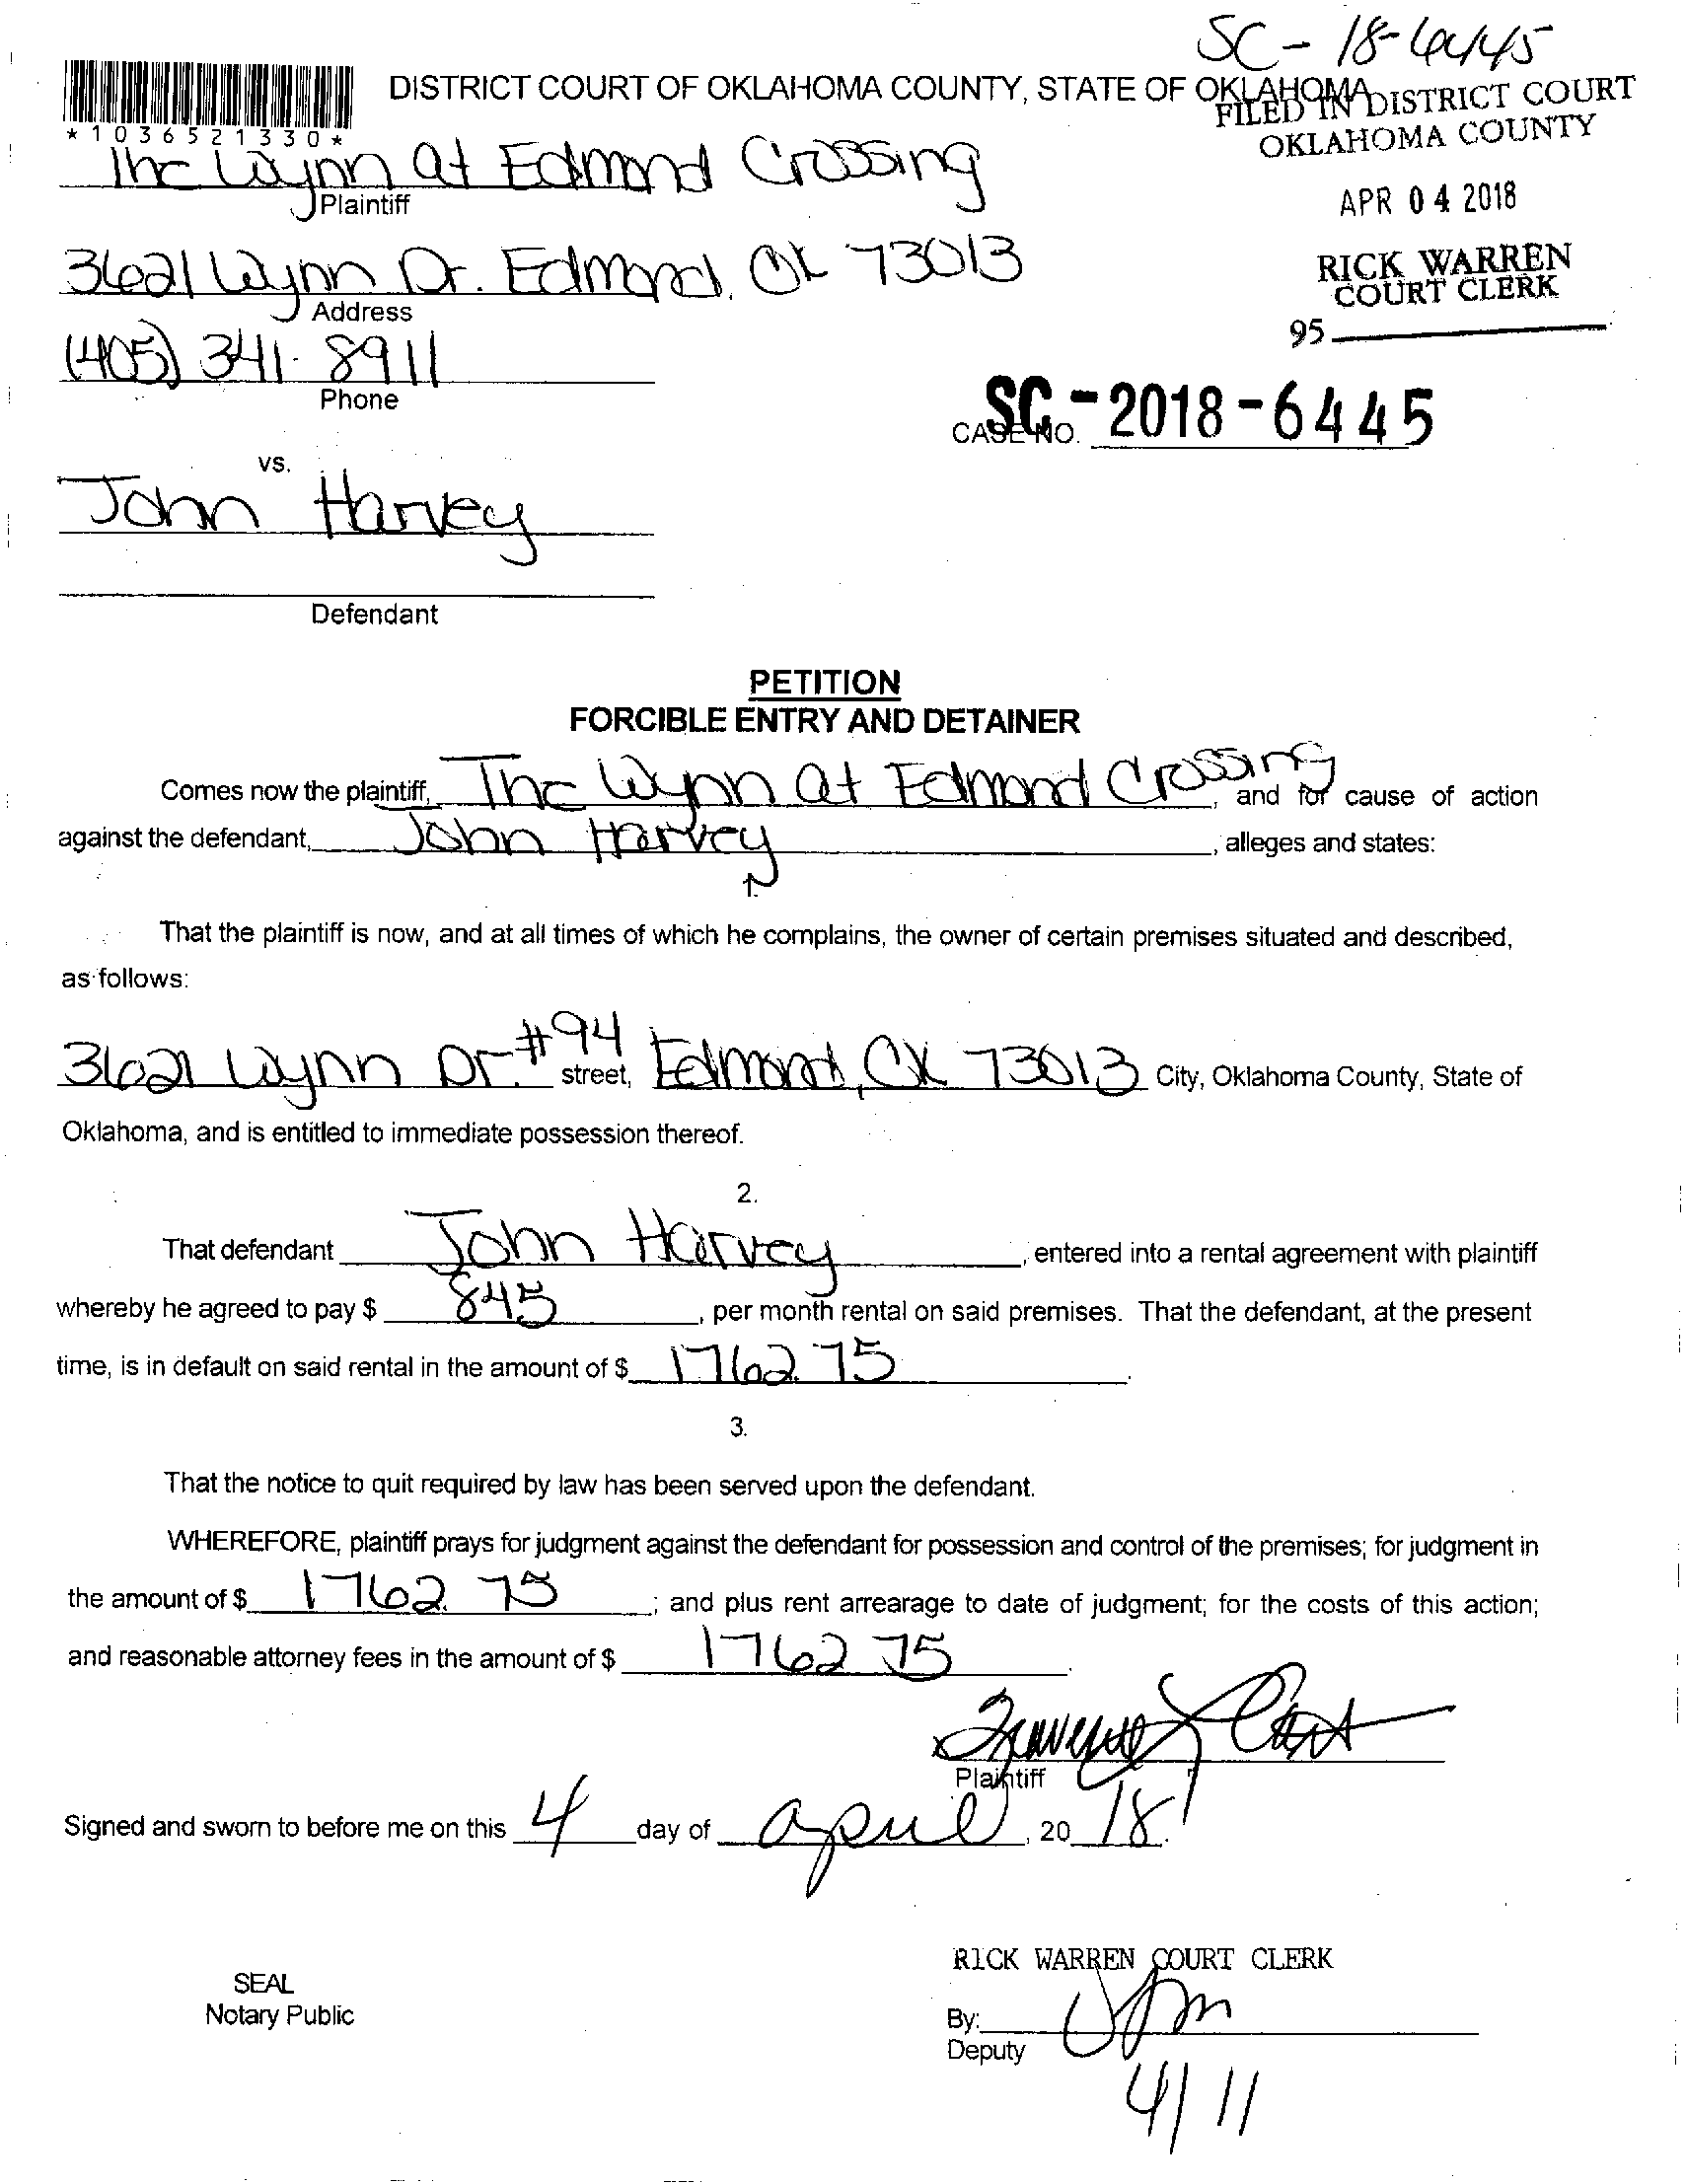 SC-18-6445
DISTRICT COURT OF OKLAHOMA COUNTY, STATE OF OKLAHOMA
FILED IN DISTRICT COURT
OKLAHOMA COUNTY
*1036521330*
The Wynn at Edmond Crossing
Plaintiff
APR 04 2018
3621 Wynn Dr. Edmond, OK 73013
Address
RICK WARREN
COURT CLERK
95
(405) 341-8911
Phone
CASE NO. SC-2018-6445
vs.
John Harvey
Defendant
PETITION
FORCIBLE ENTRY AND DETAINER
Comes now the plaintiff, The Wynn at Edmond Crossing, and for cause of action
against the defendant, John Harvey, alleges and states:
1.
That the plaintiff is now, and at all times of which he complains, the owner of certain premises situated and described,
as follows:
3621 Wynn Dr. #94 street, Edmond, OK 73013 City, Oklahoma County, State of
Oklahoma, and is entitled to immediate possession thereof.
2.
That defendant John Harvey, entered into a rental agreement with plaintiff
whereby he agreed to pay $ 845, per month rental on said premises. That the defendant, at the present
time, is in default on said rental in the amount of $ 1762.75.
3.
That the notice to quit required by law has been served upon the defendant.
WHEREFORE, plaintiff prays for judgment against the defendant for possession and control of the premises; for judgment in
the amount of $ 1762.75; and plus rent arrearage to date of judgment; for the costs of this action;
and reasonable attorney fees in the amount of $ 1762 75.
Plaintiff
Signed and sworn to before me on this 4 day of april, 20 18.
RICK WARREN COURT CLERK
SEAL
Notary Public
By:
Deputy
4/11